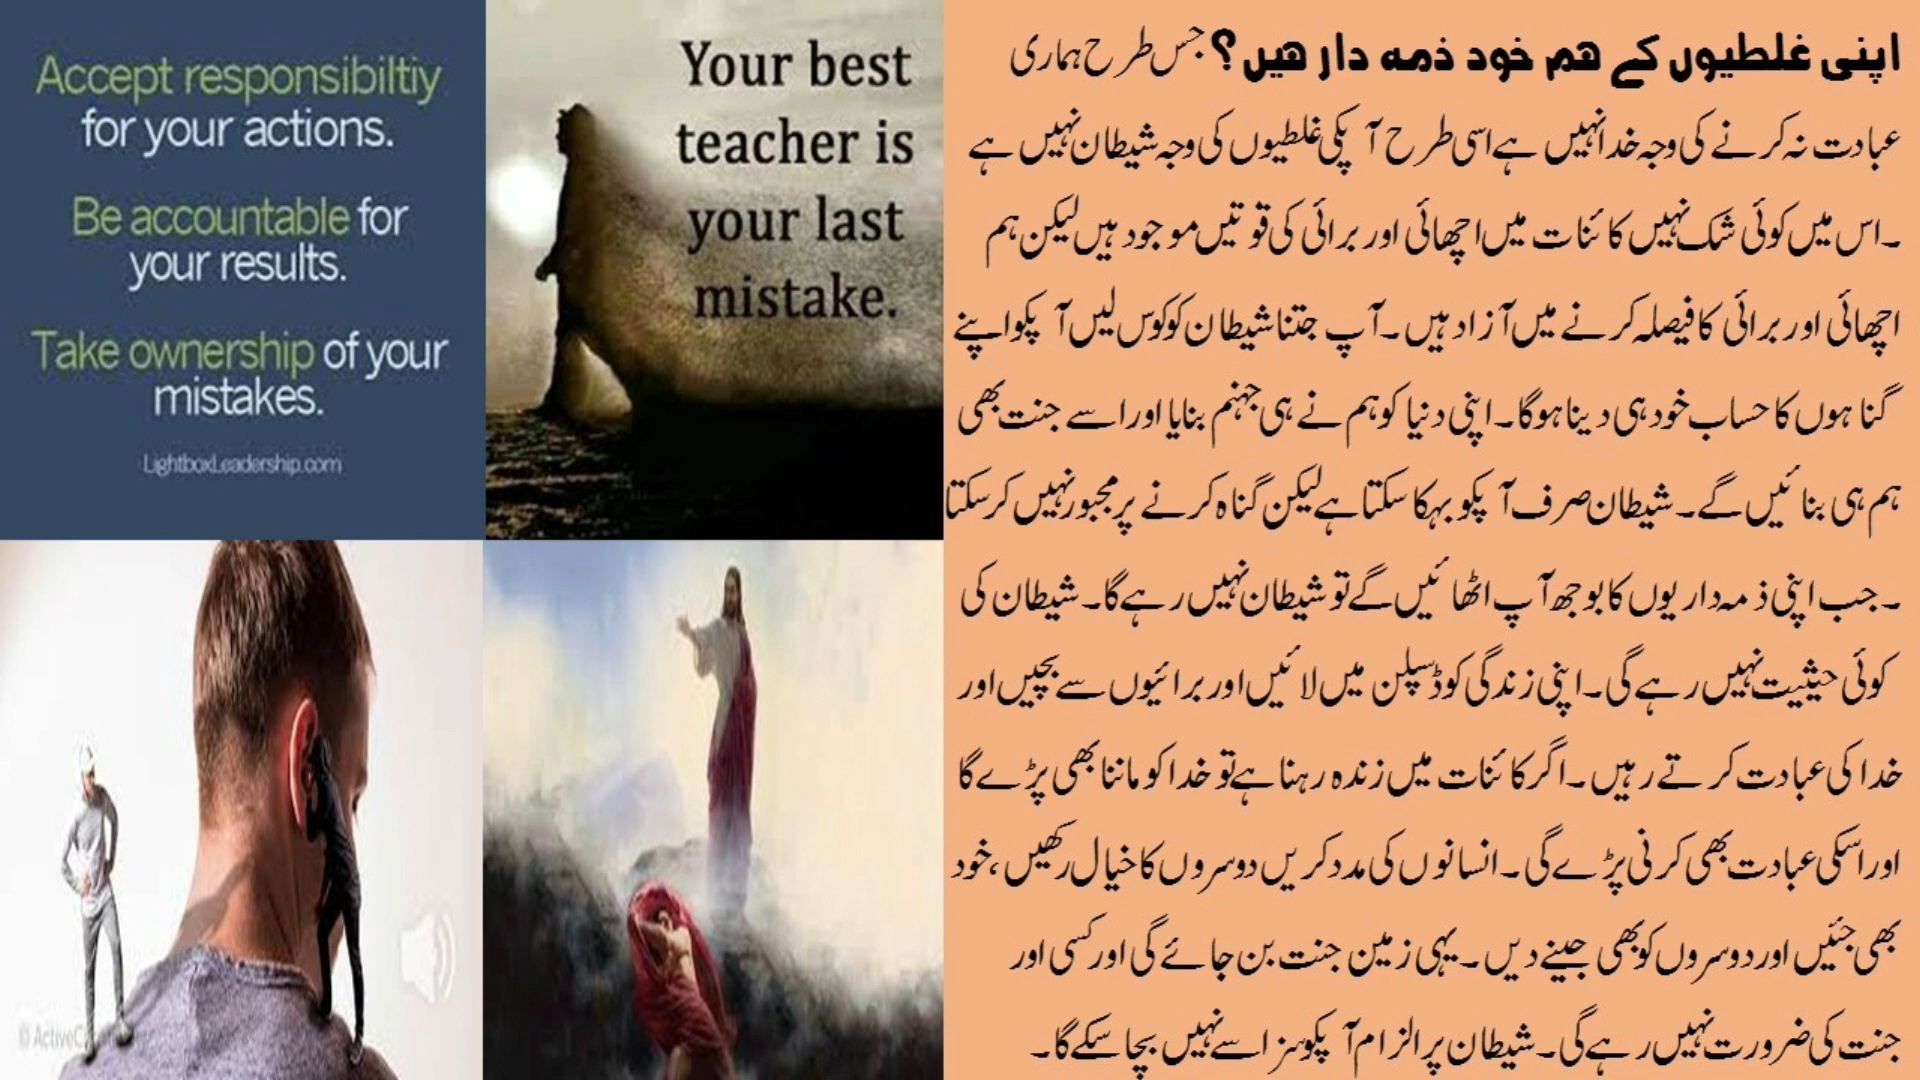 Accept responsibiltiy
for your actions.
Be accountable for
your results.
Take ownership of your
mistakes.
LightboxLeadership.com
Your best
teacher is
your last
mistake.
© ActiveC
اپنی غلطیوں کے ہم خود ذمہ دار ہیں؟ جس طرح ہماری
عبادت نہ کرنے کی وجہ خدا نہیں ہے اسی طرح آپکی غلطیوں کی وجہ شیطان نہیں ہے
۔اس میں کوئی شک نہیں کائنات میں اچھائی اور برائی کی قوتیں موجود ہیں لیکن ہم
اچھائی اور برائی کا فیصلہ کرنے میں آزاد ہیں۔آپ جتنا شیطان کو کوس لیں آپکو اپنے
گناہوں کا حساب خود ہی دینا ہوگا۔اپنی دنیا کو ہم نے ہی جہنم بنایا اور اسے جنت بھی
ہم ہی بنائیں گے۔شیطان صرف آپکو بہکا سکتا ہے لیکن گناہ کرنے پر مجبور نہیں کرسکتا
۔جب اپنی ذمہ داریوں کا بوجھ آپ اٹھائیں گے تو شیطان نہیں رہے گا۔شیطان کی
کوئی حیثیت نہیں رہے گی۔اپنی زندگی کو ڈسپلن میں لائیں اور برائیوں سے بچیں اور
خدا کی عبادت کرتے رہیں۔اگر کائنات میں زندہ رہنا ہے تو خدا کو ماننا بھی پڑے گا
اور اسکی عبادت بھی کرنی پڑے گی۔انسانوں کی مدد کریں دوسروں کا خیال رکھیں،خود
بھی جئیں اور دوسروں کو بھی جینے دیں۔یہی زمین جنت بن جائے گی اور کسی اور
جنت کی ضرورت نہیں رہے گی۔شیطان پر الزام آپکو سزا سے نہیں بچا سکے گا۔